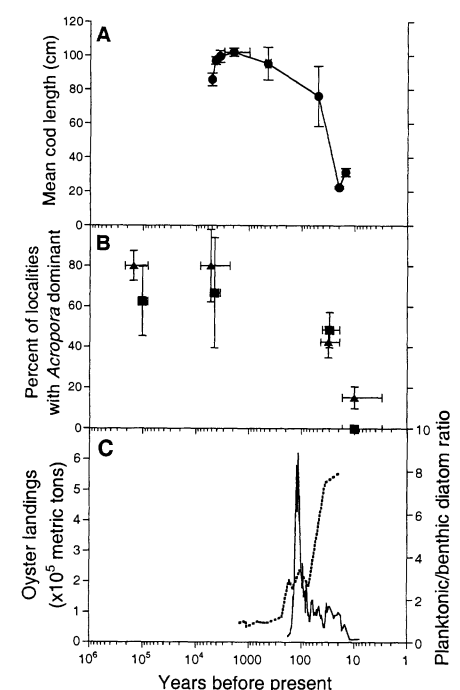 A
Mean cod length (cm)
120
100
80
60
40
20
0
B
Percent of localities
with Acropora dominant
80
60
40
20
0
C
Oyster landings
(x10⁵ metric tons)
6
5
4
3
2
1
0
10
8
6
4
2
0
Planktonic/benthic diatom ratio
10⁶ 10⁵ 10⁴ 1000 100 10 1
Years before present